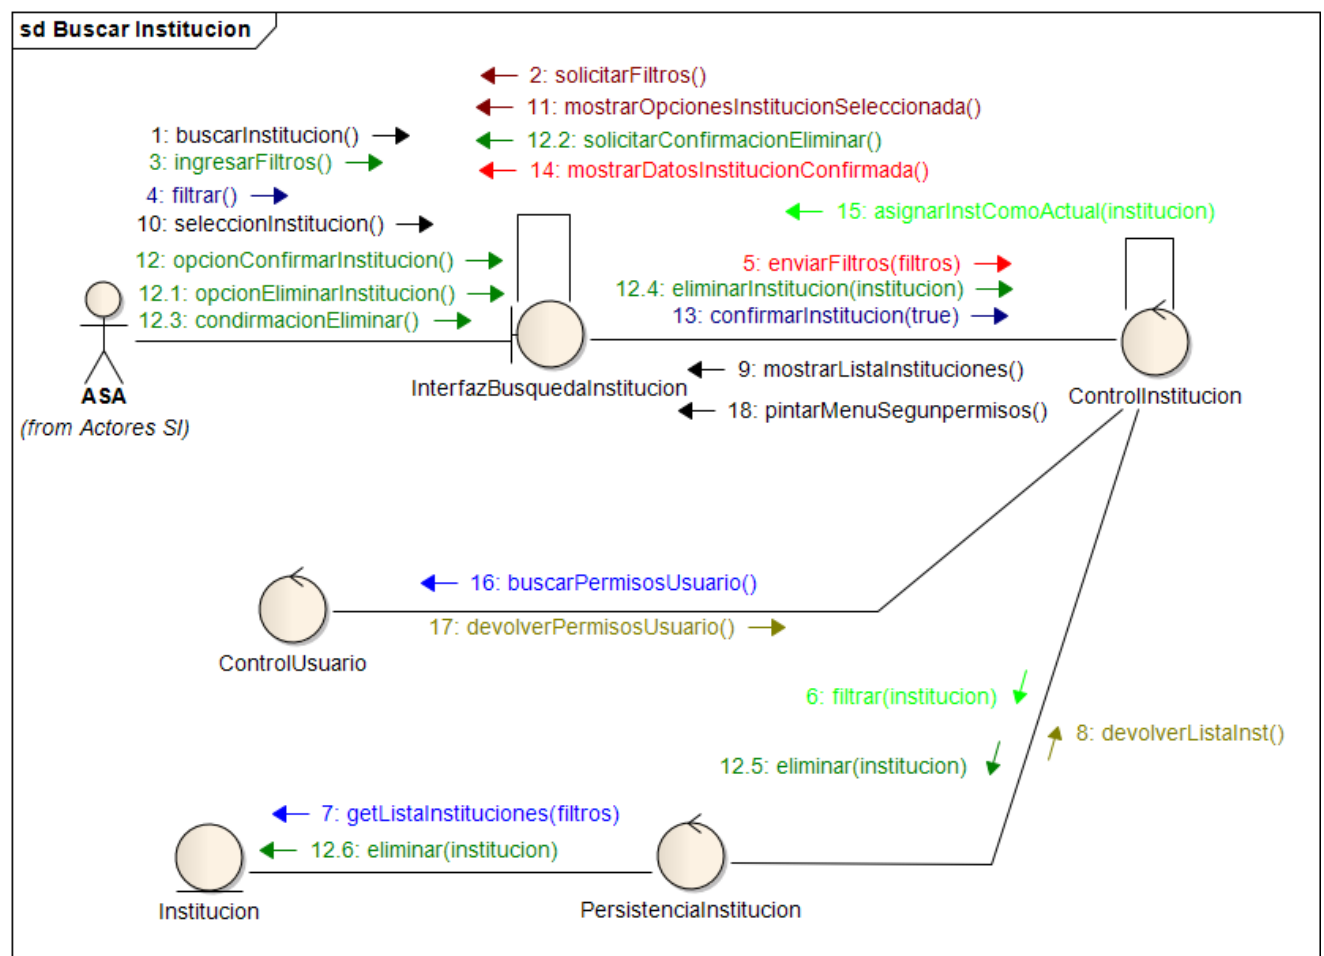 sd Buscar Institucion
2: solicitarFiltros()
11: mostrarOpcionesInstitucionSeleccionada()
1: buscarInstitucion()
12.2: solicitarConfirmacionEliminar()
3: ingresarFiltros()
14: mostrarDatosInstitucionConfirmada()
4: filtrar()
15: asignarInstComoActual(institucion)
10: seleccionInstitucion()
12: opcionConfirmarInstitucion()
5: enviarFiltros(filtros)
12.1: opcionEliminarInstitucion()
12.4: eliminarInstitucion(institucion)
12.3: condirmacionEliminar()
13: confirmarInstitucion(true)
9: mostrarListaInstituciones()
InterfazBusquedaInstitucion
ASA
ControlInstitucion
18: pintarMenuSegunpermisos()
(from Actores SI)
16: buscarPermisosUsuario()
17: devolverPermisosUsuario()
ControlUsuario
6: filtrar(institucion)
8: devolverListaInst()
12.5: eliminar(institucion)
7: getListaInstituciones(filtros)
12.6: eliminar(institucion)
Institucion
PersistenciaInstitucion